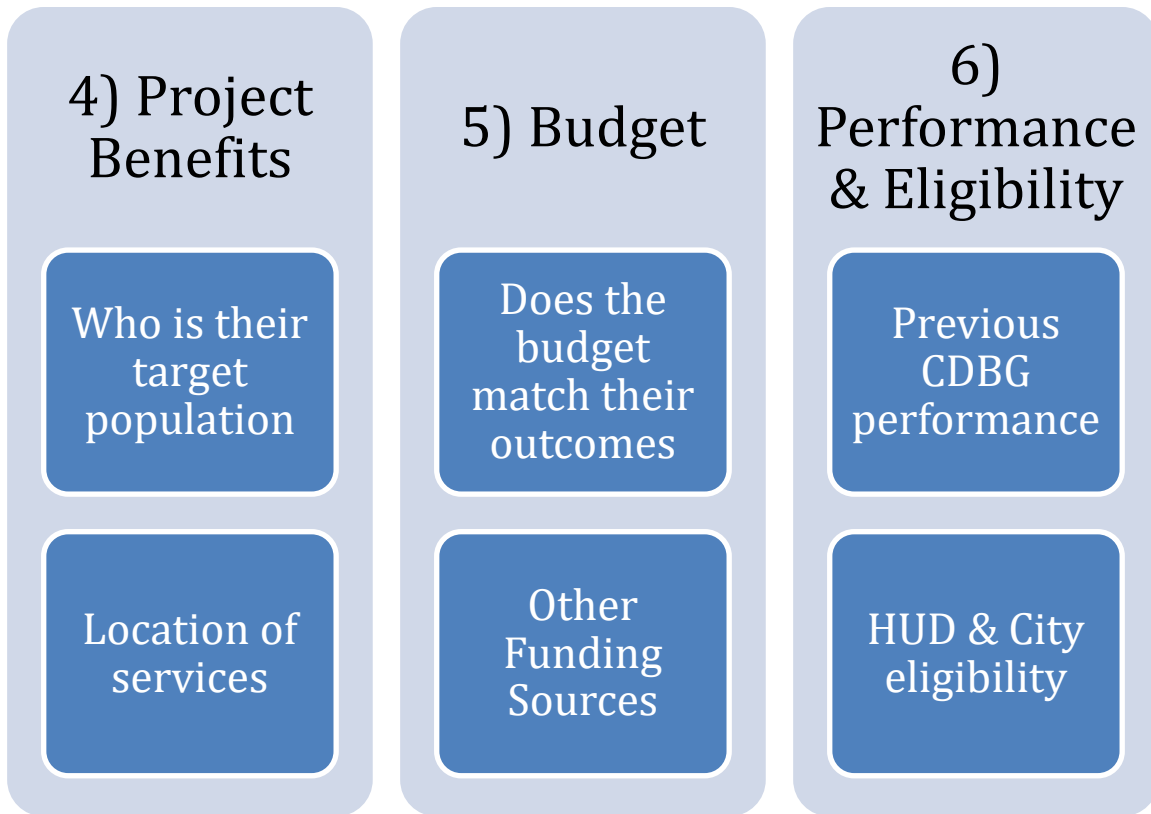 4) Project
Benefits
Who is their
target
population
Location of
services
5) Budget
Does the
budget
match their
outcomes
Other
Funding
Sources
6)
Performance
& Eligibility
Previous
CDBG
performance
HUD & City
eligibility